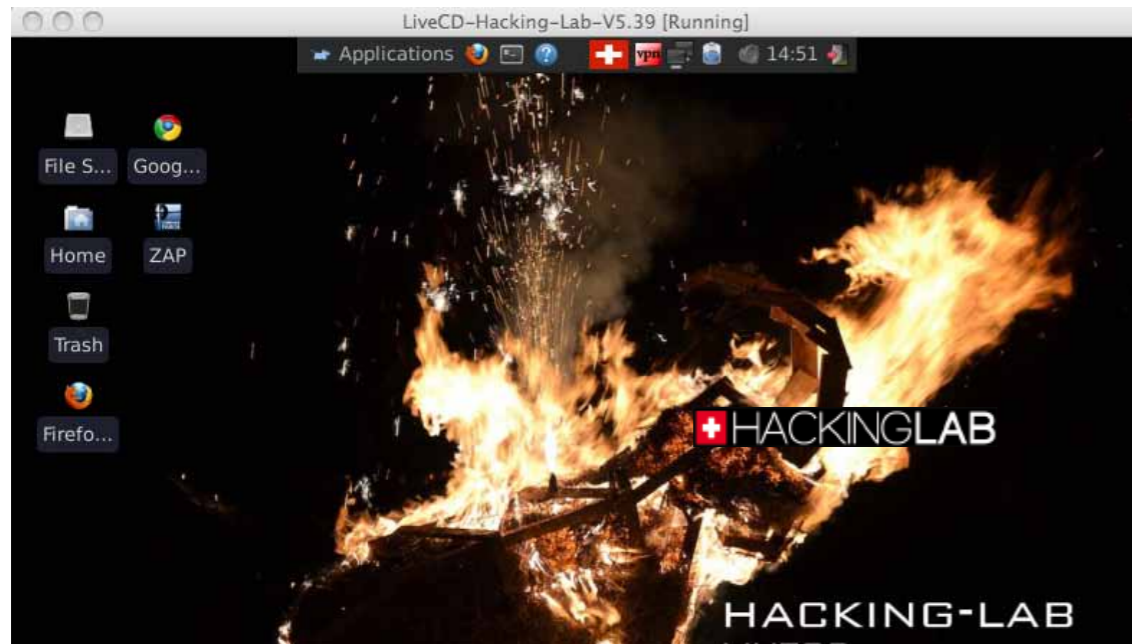 LiveCD-Hacking-Lab-V5.39 [Running]
Applications vpn 14:51
File S... Goog...
Home ZAP
Trash
Firefo...
HACKINGLAB
HACKING-LAB